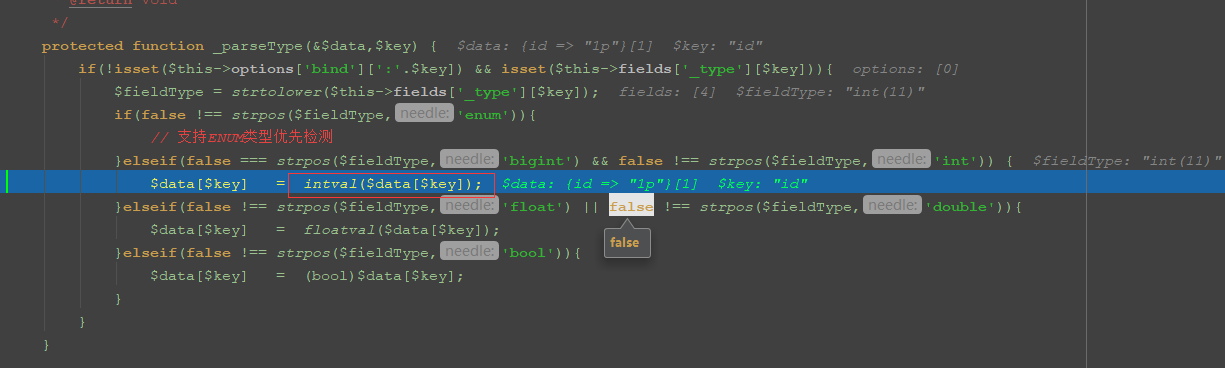 @return void
*/
protected function _parseType(&$data,$key) { $data: {id => "1p"}[1] $key: "id"
if(!isset($this->options['bind'][':'.$key]) && isset($this->fields['_type'][$key])){ options: [0]
$fieldType = strtolower($this->fields['_type'][$key]); fields: [4] $fieldType: "int(11)"
if(false !== strpos($fieldType, needle: 'enum')){
// 支持ENUM类型优先检测
}elseif(false === strpos($fieldType, needle: 'bigint') && false !== strpos($fieldType, needle: 'int')) { $fieldType: "int(11)"
$data[$key] = intval($data[$key]); $data: {id => "1p"}[1] $key: "id"
}elseif(false !== strpos($fieldType, needle: 'float') || false !== strpos($fieldType, needle: 'double')){
$data[$key] = floatval($data[$key]);
false
}elseif(false !== strpos($fieldType, needle: 'bool')){
$data[$key] = (bool)$data[$key];
}
}
}